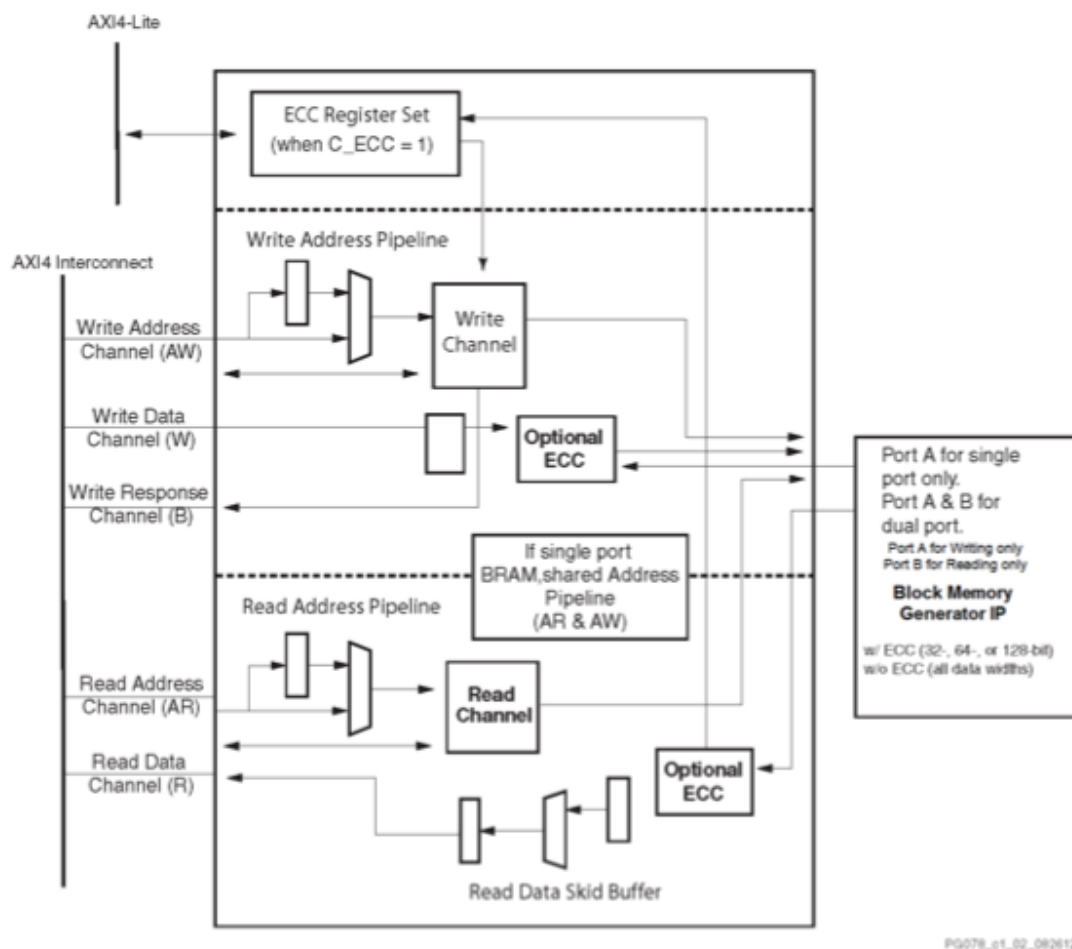 AXI4-Lite
ECC Register Set
(when C_ECC = 1)
Write Address Pipeline
AXI4 Interconnect
Write Address
Channel (AW)
Write
Channel
Write Data
Channel (W)
Optional
ECC
Write Response
Channel (B)
Port A for single
port only.
Port A & B for
dual port.
Port A for Writing only
Port B for Reading only
Block Memory
Generator IP
w/ ECC (32-, 64-, or 128-bit)
w/o ECC (all data widths)
If single port
BRAM,shared Address
Pipeline
(AR & AW)
Read Address Pipeline
Read Address
Channel (AR)
Read
Channel
Read Data
Channel (R)
Optional
ECC
Read Data Skid Buffer